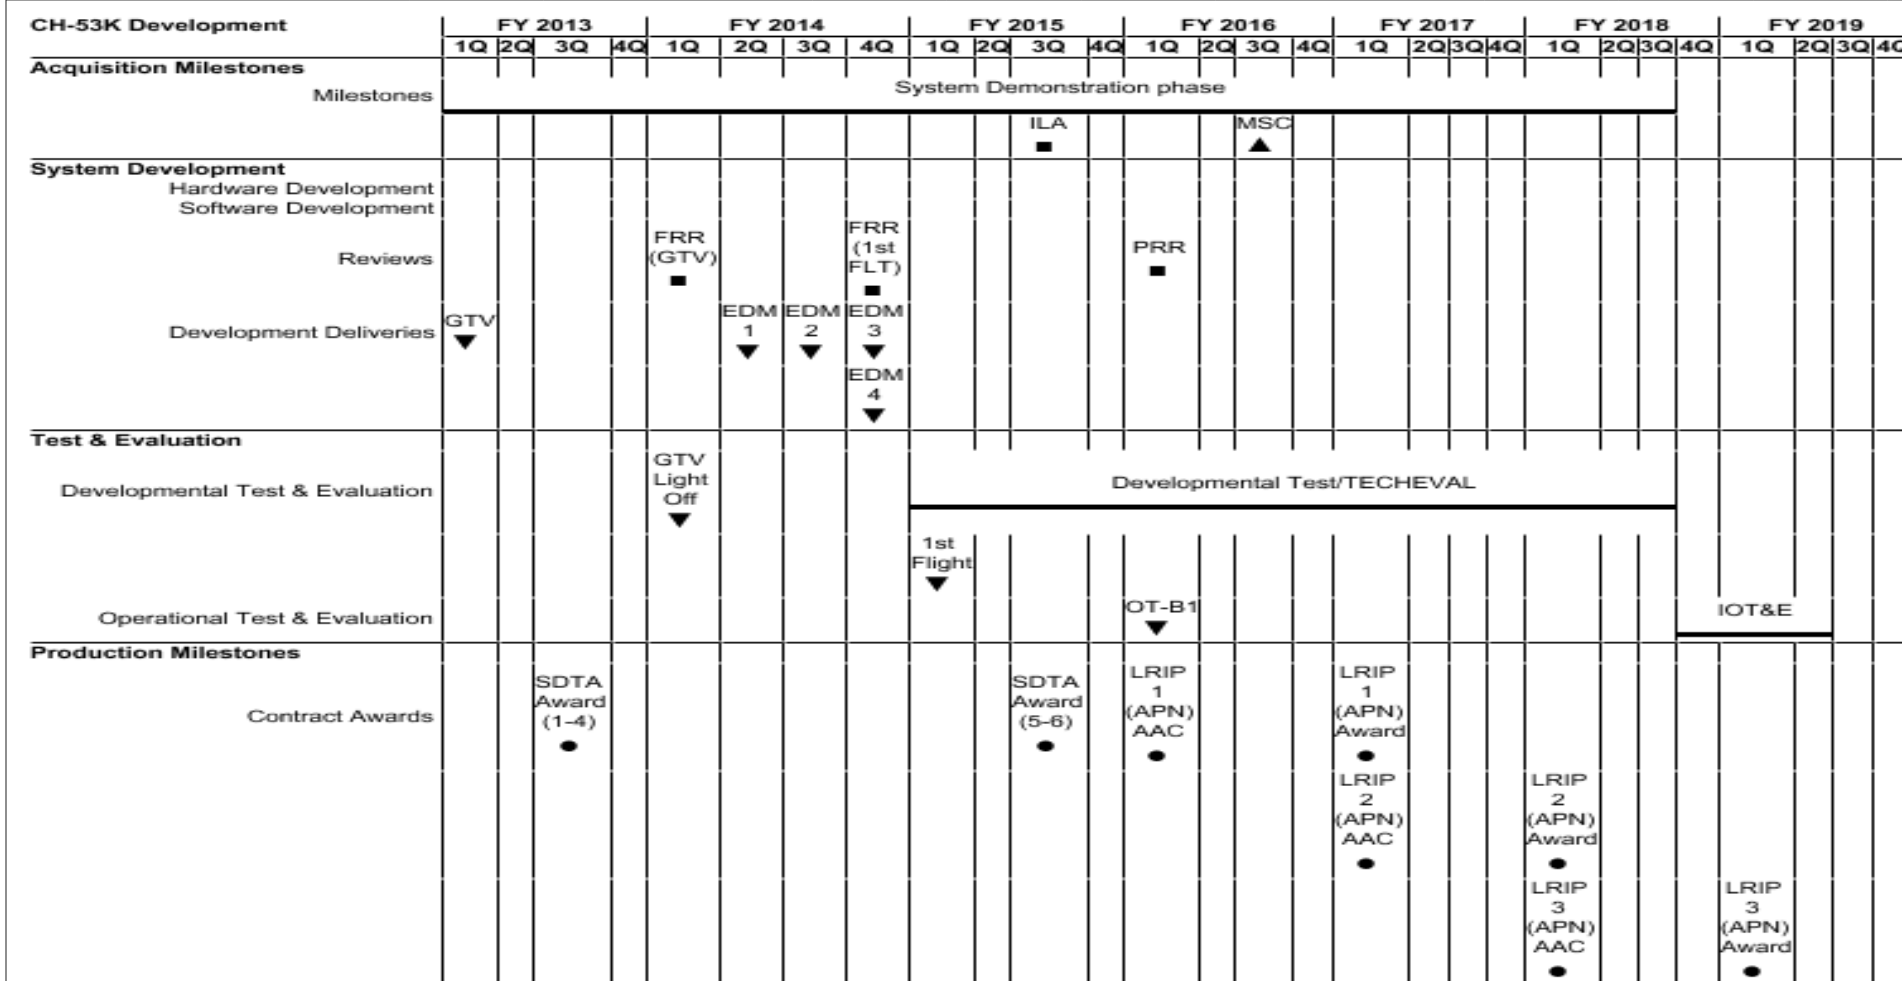 CH-53K Development FY 2013 FY 2014 FY 2015 FY 2016 FY 2017 FY 2018 FY 2019
1Q 2Q 3Q 4Q 1Q 2Q 3Q 4Q 1Q 2Q 3Q 4Q 1Q 2Q 3Q 4Q 1Q 2Q 3Q 4Q 1Q 2Q 3Q 4Q 1Q 2Q 3Q 4Q
Acquisition Milestones
System Demonstration phase
Milestones
ILA MSC
System Development
Hardware Development
Software Development
FRR
(GTV)
FRR
(1st
FLT)
PRR
Reviews
Development Deliveries
GTV
EDM
1
EDM
2
EDM
3
EDM
4
Test & Evaluation
GTV
Light
Off
Developmental Test & Evaluation
Developmental Test/TECHEVAL
1st
Flight
Operational Test & Evaluation
OT-B1
IOT&E
Production Milestones
Contract Awards
SDTA
Award
(1-4)
SDTA
Award
(5-6)
LRIP
1
(APN)
AAC
LRIP
1
(APN)
Award
LRIP
2
(APN)
AAC
LRIP
2
(APN)
Award
LRIP
3
(APN)
AAC
LRIP
3
(APN)
Award